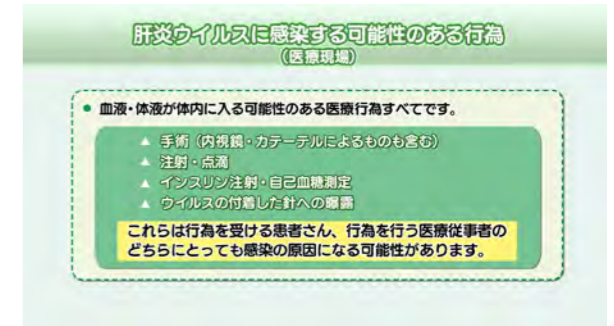 肝炎ウイルスに感染する可能性のある行為
(医療現場)
● 血液・体液が体内に入る可能性のある医療行為すべてです。
▲ 手術（内視鏡・カテーテルによるものも含む）
▲ 注射・点滴
▲ インスリン注射・自己血糖測定
▲ ウイルスの付着した針への曝露
これらは行為を受ける患者さん、行為を行う医療従事者の
どちらにとっても感染の原因になる可能性があります。